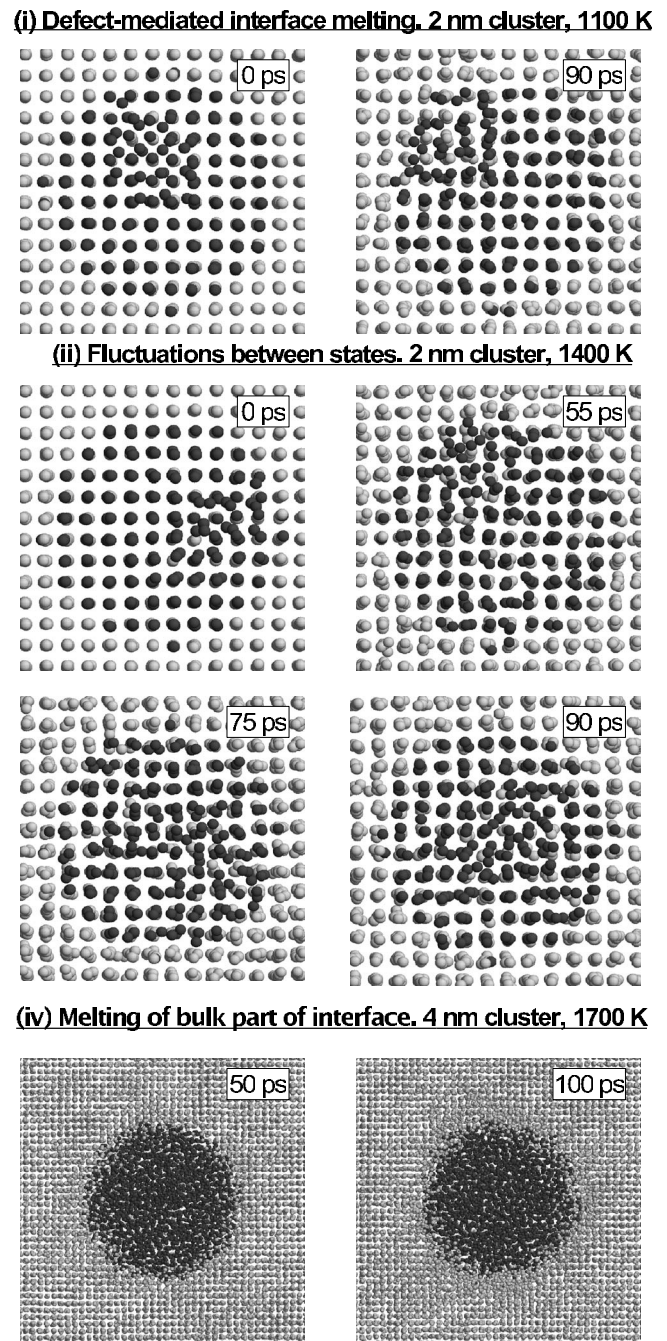 (i) Defect-mediated interface melting. 2 nm cluster, 1100 K
0 ps
90 ps
(ii) Fluctuations between states. 2 nm cluster, 1400 K
0 ps
55 ps
75 ps
90 ps
(iv) Melting of bulk part of interface. 4 nm cluster, 1700 K
50 ps
100 ps